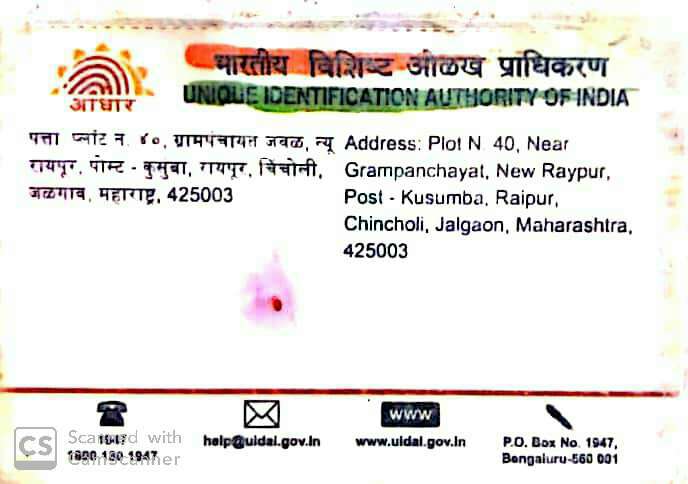 भारतीय विशिष्ट ओळख प्राधिकरण
UNIQUE IDENTIFICATION AUTHORITY OF INDIA
आधार
पत्ता प्लांट न. ४०, ग्रामपंचायत जवळ, न्यू
रायपूर, पोस्ट - कुसुंबा, रायपूर, चिंचोली,
जळगाव, महाराष्ट्र, 425003
Address: Plot N. 40, Near
Grampanchayat, New Raypur,
Post - Kusumba, Raipur,
Chincholi, Jalgaon, Maharashtra,
425003
1947
1800 180 1947
help@uidai.gov.in
www
www.uidai.gov.in
P.O. Box No. 1947,
Bengaluru-560 001
CS Scanned with
CamScanner